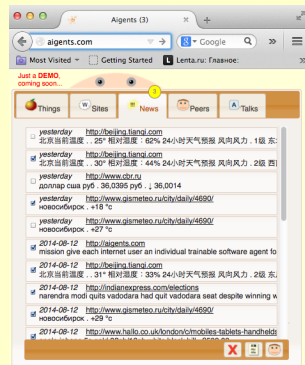 Aigents (3)
aigents.com
Google
Most Visited
Getting Started
Lenta.ru: Главное:
Just a DEMO,
coming soon...
3
Things
W
Sites
News
Peers
A
Talks
yesterday http://beijing.tianqi.com
北京当前温度 . . 25° 相对湿度：62% 24小时天气预报 风向风力 . 1级 东
yesterday http://beijing.tianqi.com
北京当前温度 . . 30° 相对湿度：44% 24小时天气预报 风向风力 . 2级 西
yesterday http://www.cbr.ru
доллар сша руб . 36,0395 руб . ↓ 36,0014
yesterday http://www.gismeteo.ru/city/daily/4690/
новосибирск . +18 °c
yesterday http://www.gismeteo.ru/city/daily/4690/
новосибирск . +27 °c
2014-08-12 http://aigents.com
mission give each internet user an individual trainable software agent fo
2014-08-12 http://beijing.tianqi.com
北京当前温度 . . 31° 相对湿度：33% 24小时天气预报 风向风力 . 2级 东
2014-08-12 http://indianexpress.com/elections
narendra modi quits vadodara had quit vadodara seat despite winning w
2014-08-12 http://www.gismeteo.ru/city/daily/4690/
новосибирск . +29 °c
2014-08-12 http://www.hallo.co.uk/london/c/mobiles-tablets-handhelds